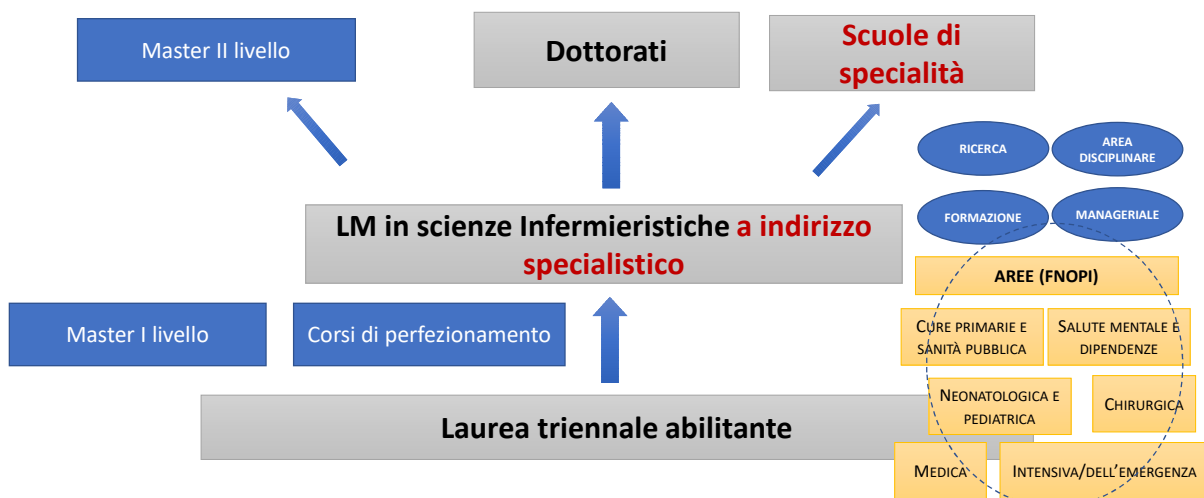 Master II livello
Dottorati
Scuole di
specialità
RICERCA
AREA
DISCIPLINARE
FORMAZIONE
MANAGERIALE
LM in scienze Infermieristiche a indirizzo
specialistico
AREE (FNOPI)
Master I livello
Corsi di perfezionamento
CURE PRIMARIE E
SANITÀ PUBBLICA
SALUTE MENTALE E
DIPENDENZE
NEONATOLOGICA E
PEDIATRICA
CHIRURGICA
Laurea triennale abilitante
MEDICA
INTENSIVA/DELL'EMERGENZA